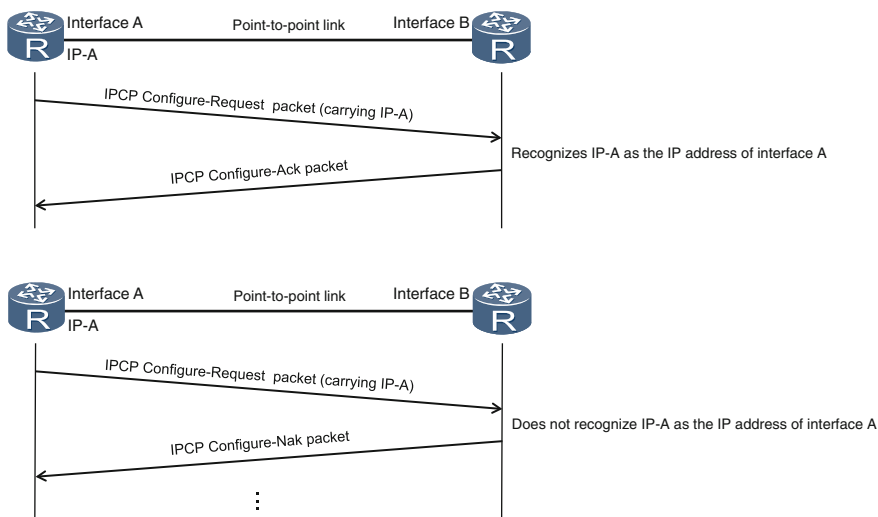 Interface A
Point-to-point link
Interface B
R
R
IP-A
IPCP Configure-Request packet (carrying IP-A)
Recognizes IP-A as the IP address of interface A
IPCP Configure-Ack packet
Interface A
Point-to-point link
Interface B
R
R
IP-A
IPCP Configure-Request packet (carrying IP-A)
Does not recognize IP-A as the IP address of interface A
IPCP Configure-Nak packet